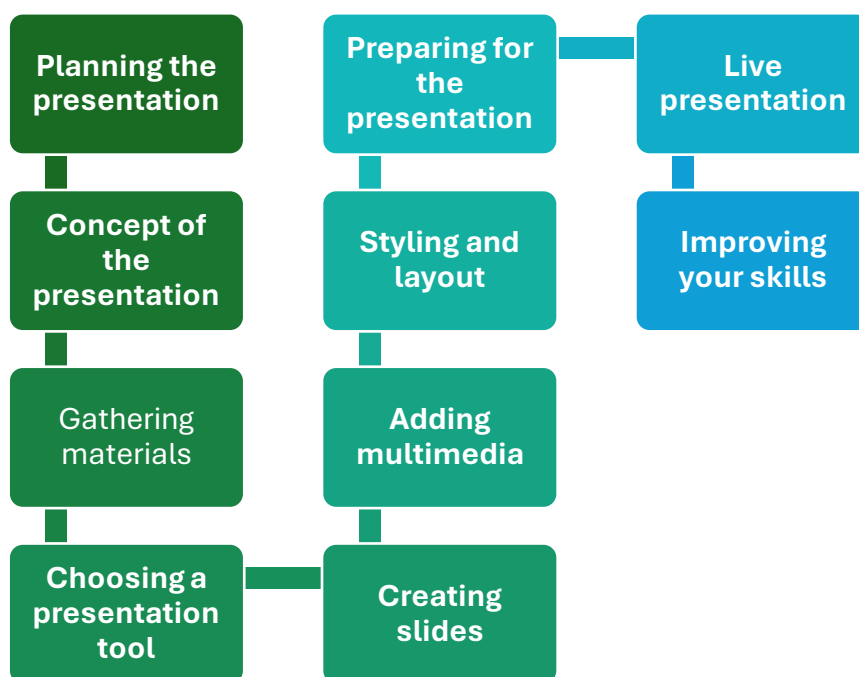 Planning the
presentation
Concept of
the
presentation
Gathering
materials
Choosing a
presentation
tool
Creating
slides
Adding
multimedia
Styling and
layout
Preparing for
the
presentation
Live
presentation
Improving
your skills